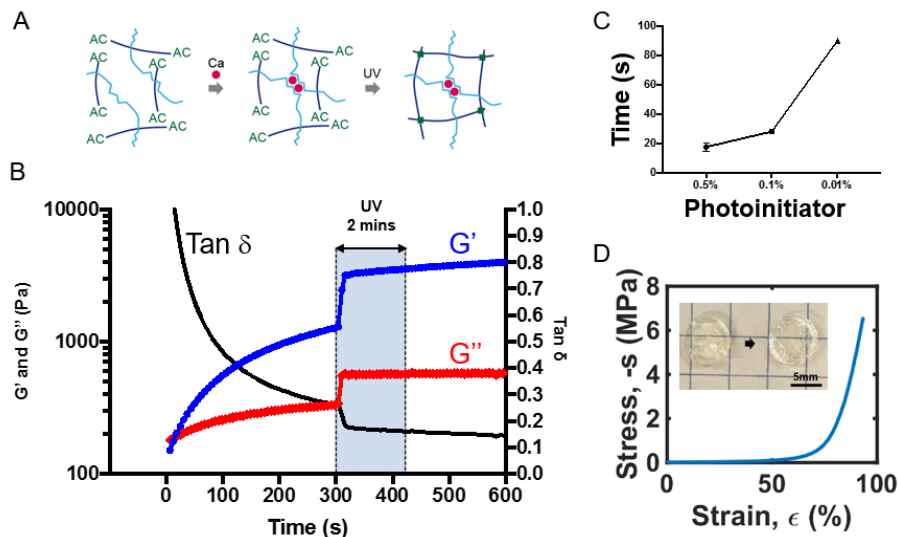 A
AC
AC
AC
AC
AC
AC
Ca
AC
AC
AC
AC
AC
AC
UV
B
10000
1000
100
G' and G'' (Pa)
Tan δ
UV
2 mins
G'
G''
1.0
0.9
0.8
0.7
0.6
0.5
0.4
0.3
0.2
0.1
0.0
Tan δ
0
100
200
300
400
500
600
Time (s)
C
100
80
60
40
20
0
Time (s)
0.5%
0.1%
0.01%
Photoinitiator
D
8
6
4
2
0
Stress, -s (MPa)
5mm
0
50
100
Strain, ϵ (%)